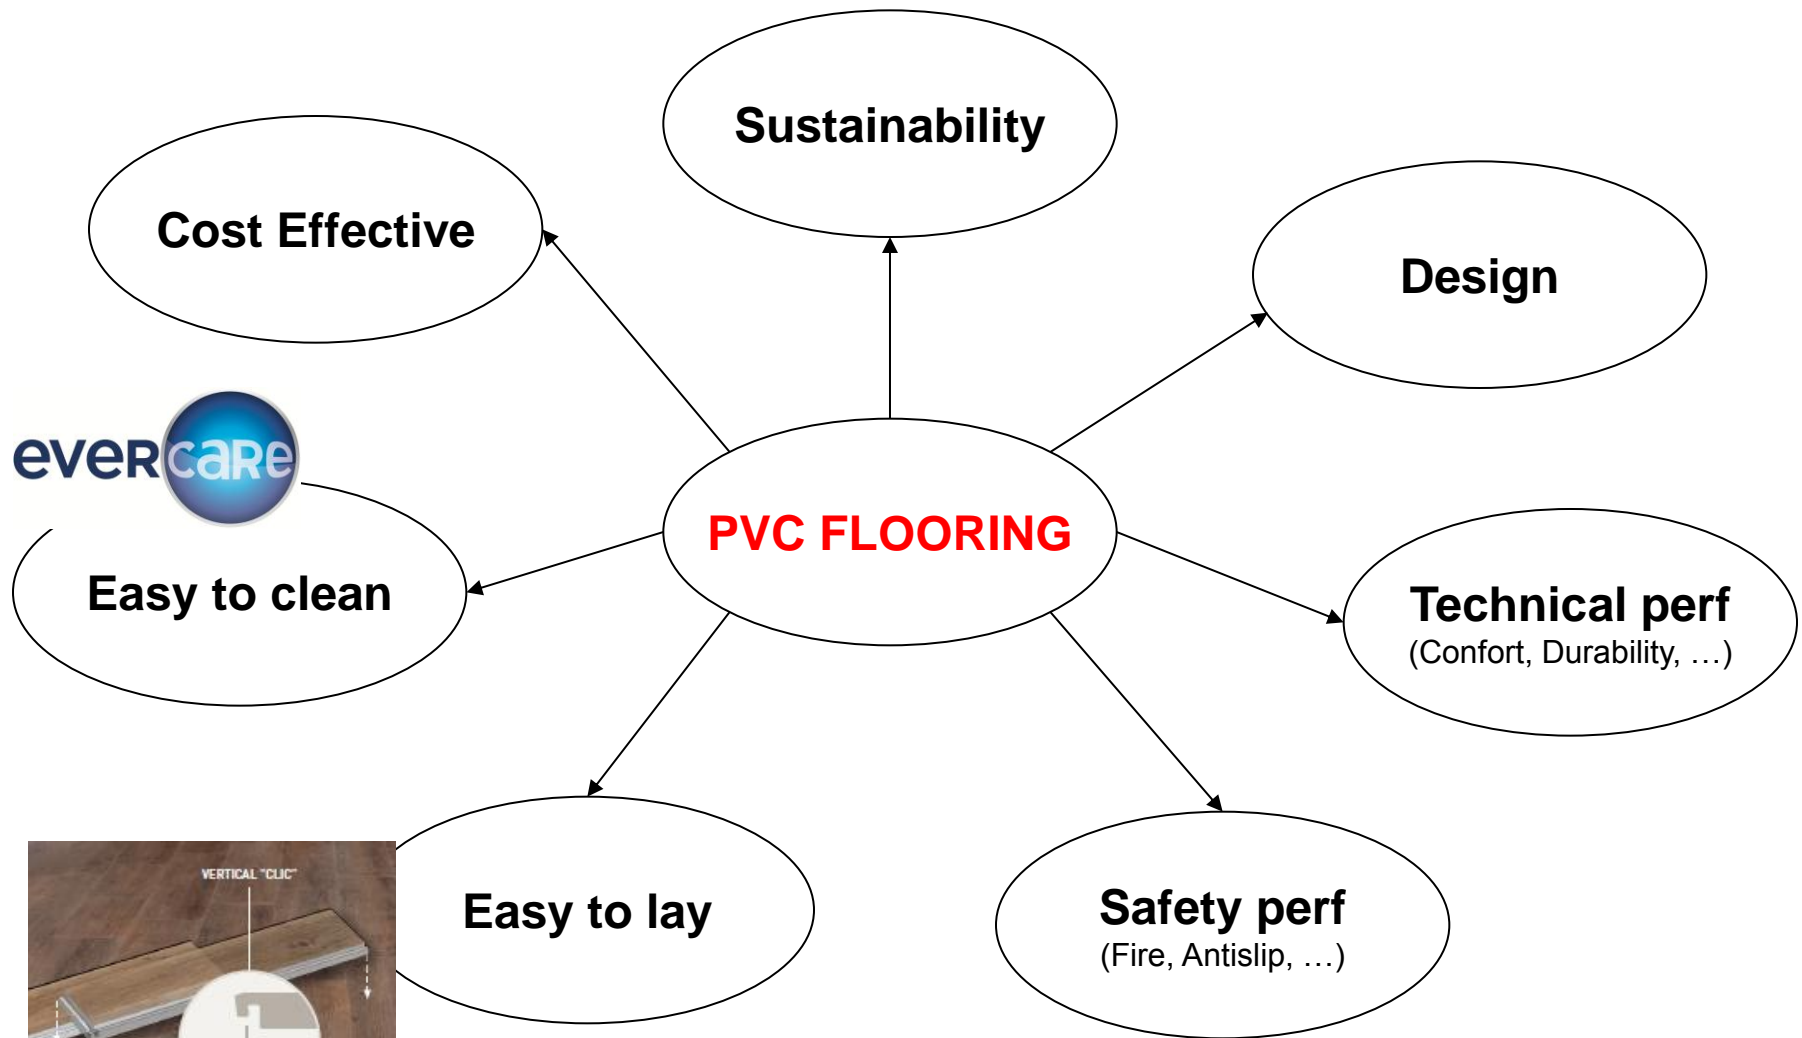 Sustainability
Cost Effective
Design
evercare
PVC FLOORING
Easy to clean
Technical perf
(Confort, Durability, …)
VERTICAL "CLIC"
Easy to lay
Safety perf
(Fire, Antislip, …)